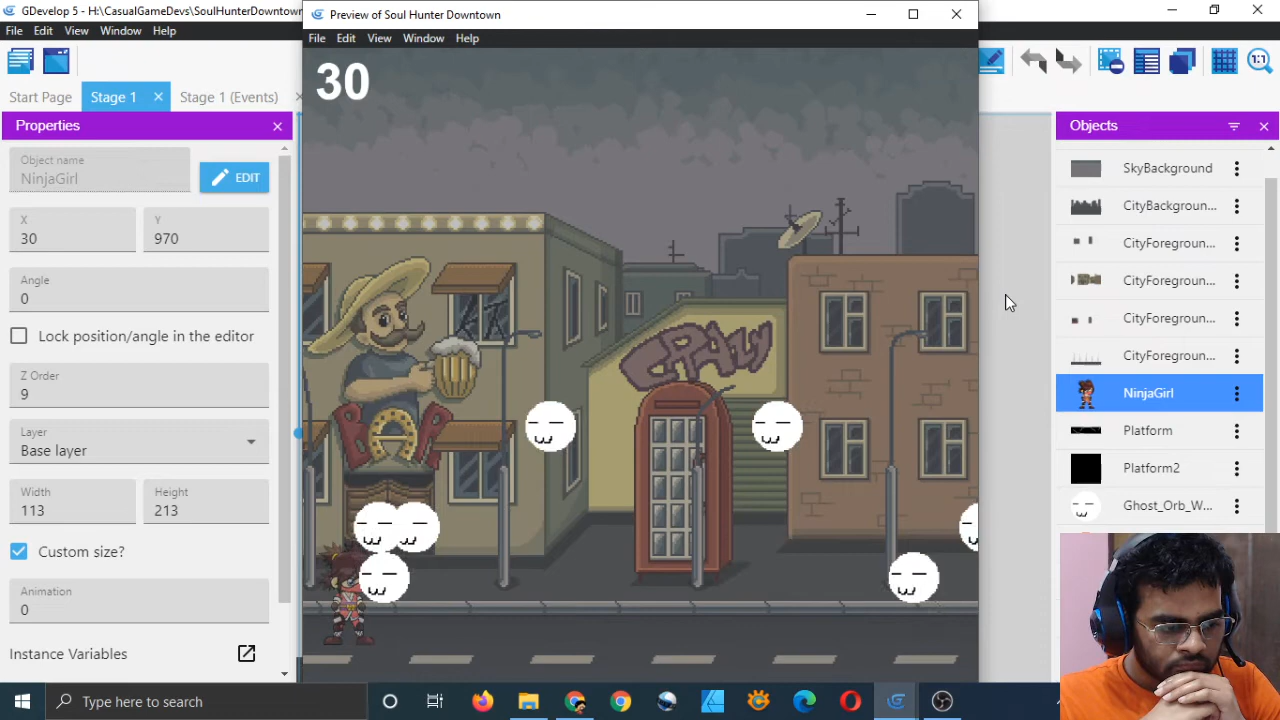 GDevelop 5 - H:\CasualGameDevs\SoulHunterDowntown
Preview of Soul Hunter Downtown
File Edit View Window Help
File Edit View Window Help
Start Page
Stage 1
Stage 1 (Events)
30
Properties
Objects
Object name
NinjaGirl
EDIT
X
30
Y
970
Angle
0
Lock position/angle in the editor
Z Order
9
Layer
Base layer
Width
113
Height
213
Custom size?
Animation
0
Instance Variables
CRAZY
1:1
SkyBackground
CityBackgroun...
CityForegroun...
CityForegroun...
CityForegroun...
CityForegroun...
NinjaGirl
Platform
Platform2
Ghost_Orb_W...
Type here to search